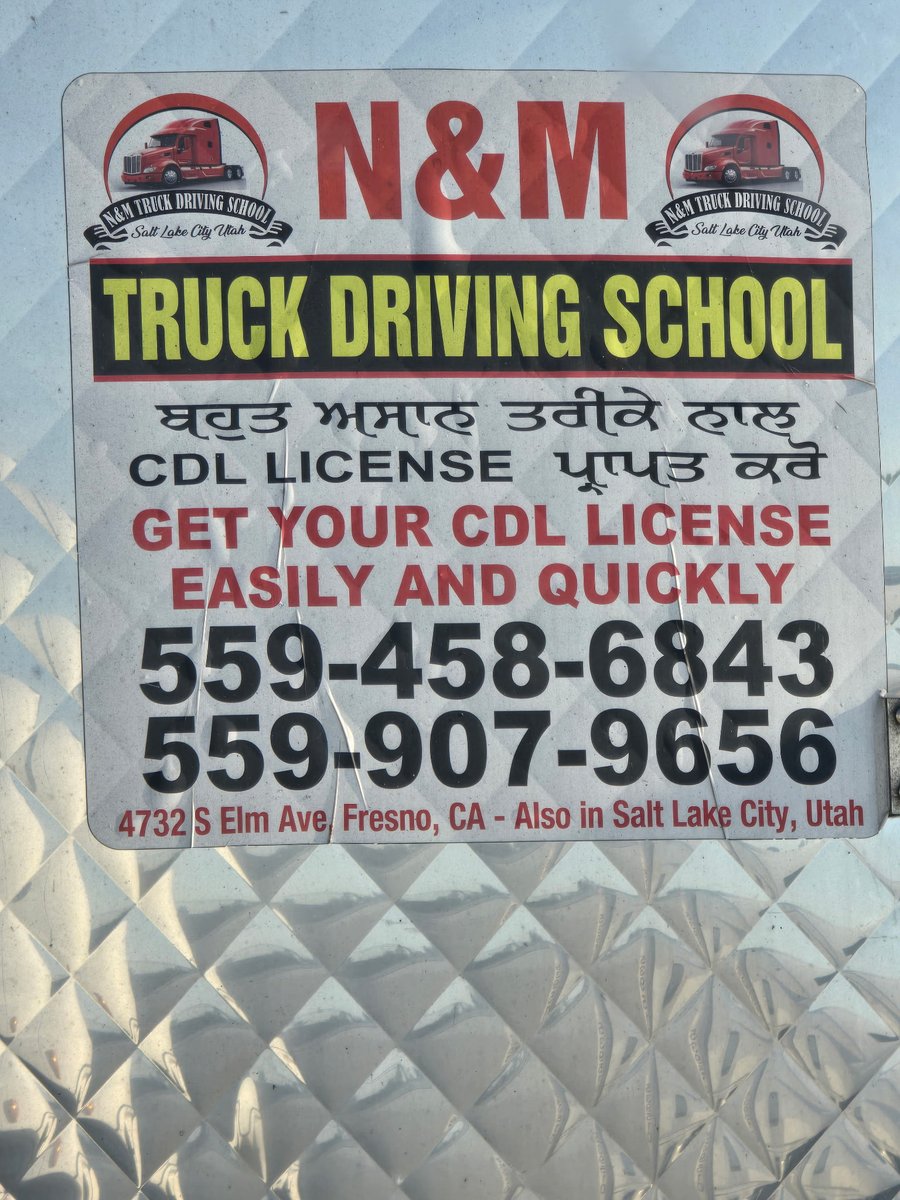 N&M TRUCK DRIVING SCHOOL
Salt Lake City Utah
N&M
N&M TRUCK DRIVING SCHOOL
Salt Lake City Utah
TRUCK DRIVING SCHOOL
ਬਹੁਤ ਅਸਾਨ ਤਰੀਕੇ ਨਾਲ
CDL LICENSE ਪ੍ਰਾਪਤ ਕਰੋ
GET YOUR CDL LICENSE
EASILY AND QUICKLY
559-458-6843
559-907-9656
4732 S Elm Ave, Fresno, CA - Also in Salt Lake City, Utah